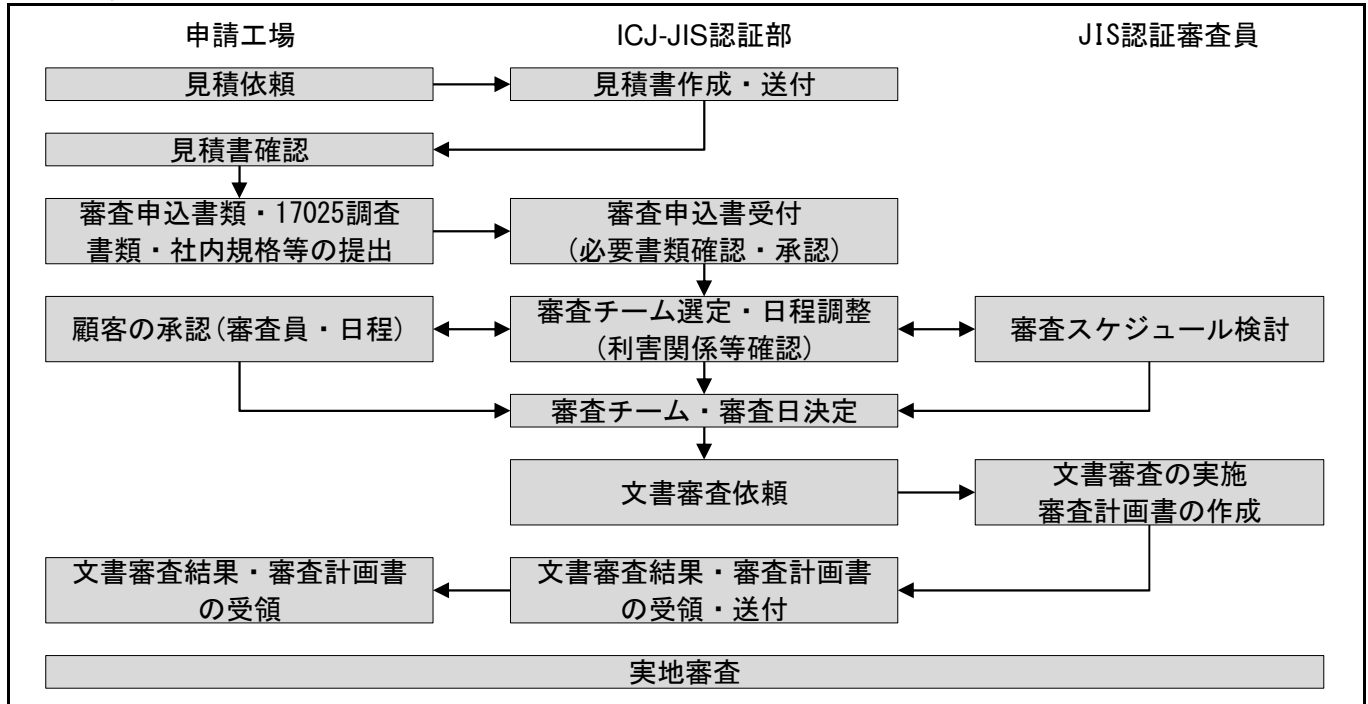 申請工場
ICJ-JIS認証部
JIS認証審査員
見積依頼
見積書作成・送付
見積書確認
審査申込書類・17025調査
書類・社内規格等の提出
審査申込書受付
(必要書類確認・承認)
顧客の承認(審査員・日程)
審査チーム選定・日程調整
(利害関係等確認)
審査スケジュール検討
審査チーム・審査日決定
文書審査依頼
文書審査の実施
審査計画書の作成
文書審査結果・審査計画書
の受領
文書審査結果・審査計画書
の受領・送付
実地審査